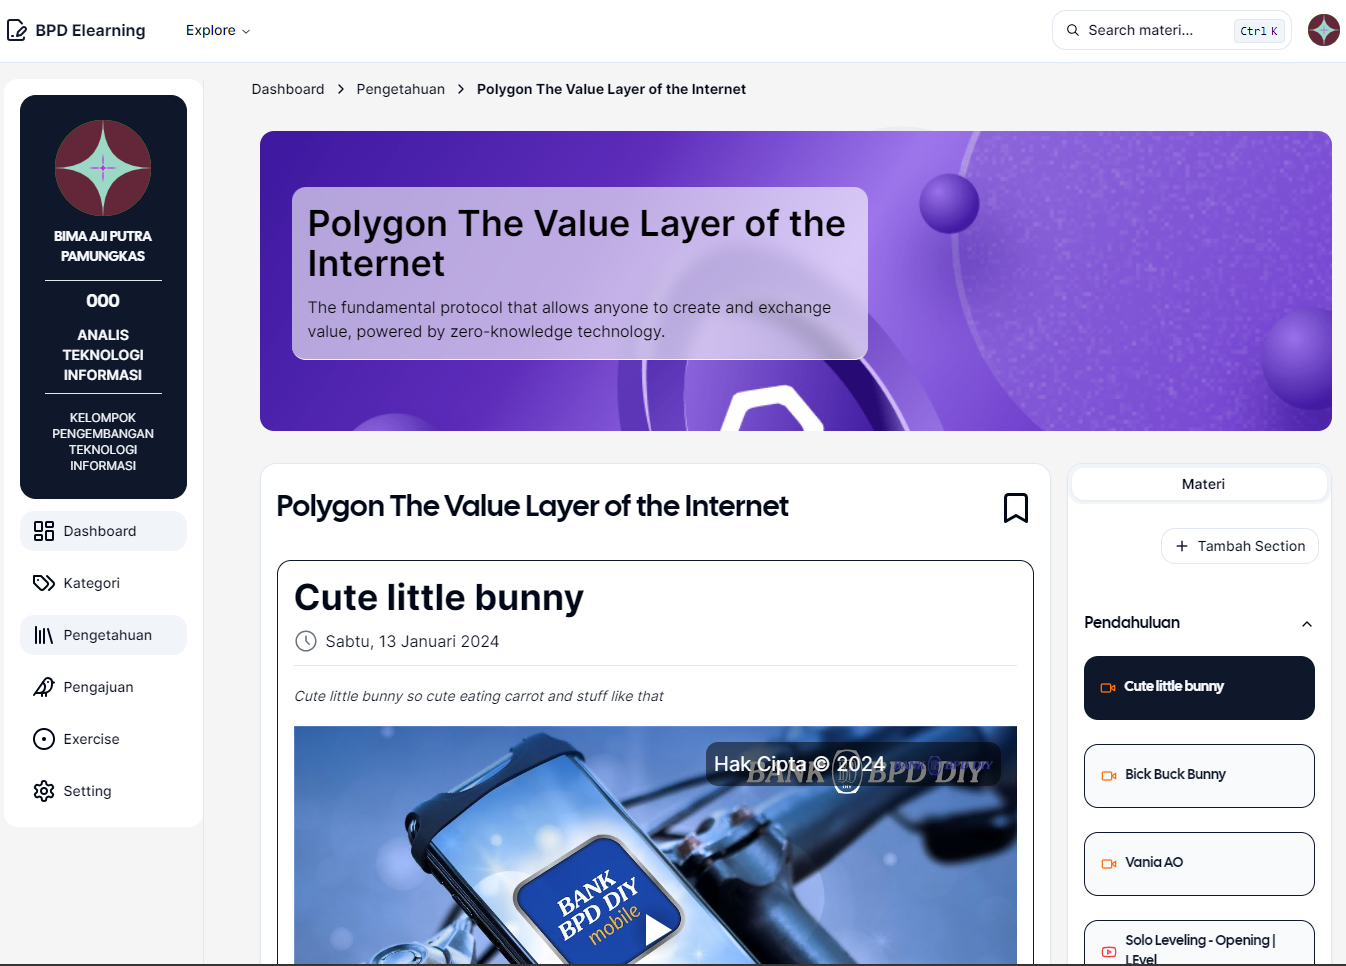 BPD Elearning
Explore
Search materi...
Ctrl K
Dashboard
Pengetahuan
Polygon The Value Layer of the Internet
BIMA AJI PUTRA
PAMUNGKAS
000
ANALIS
TEKNOLOGI
INFORMASI
KELOMPOK
PENGEMBANGAN
TEKNOLOGI
INFORMASI
Dashboard
Kategori
Pengetahuan
Pengajuan
Exercise
Setting
Polygon The Value Layer of the
Internet
The fundamental protocol that allows anyone to create and exchange
value, powered by zero-knowledge technology.
Polygon The Value Layer of the Internet
Cute little bunny
Sabtu, 13 Januari 2024
Cute little bunny so cute eating carrot and stuff like that
Hak Cipta © 2024
BANK BPD DIY
BANK
BPD DIY
mobile
Materi
Tambah Section
Pendahuluan
Cute little bunny
Bick Buck Bunny
Vania AO
Solo Leveling - Opening |
LEvel